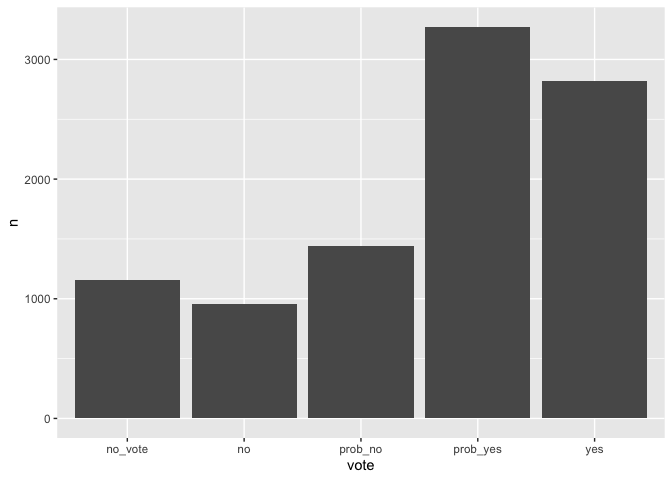 3000
2000
n
1000
0
no_vote no prob_no prob_yes yes
vote